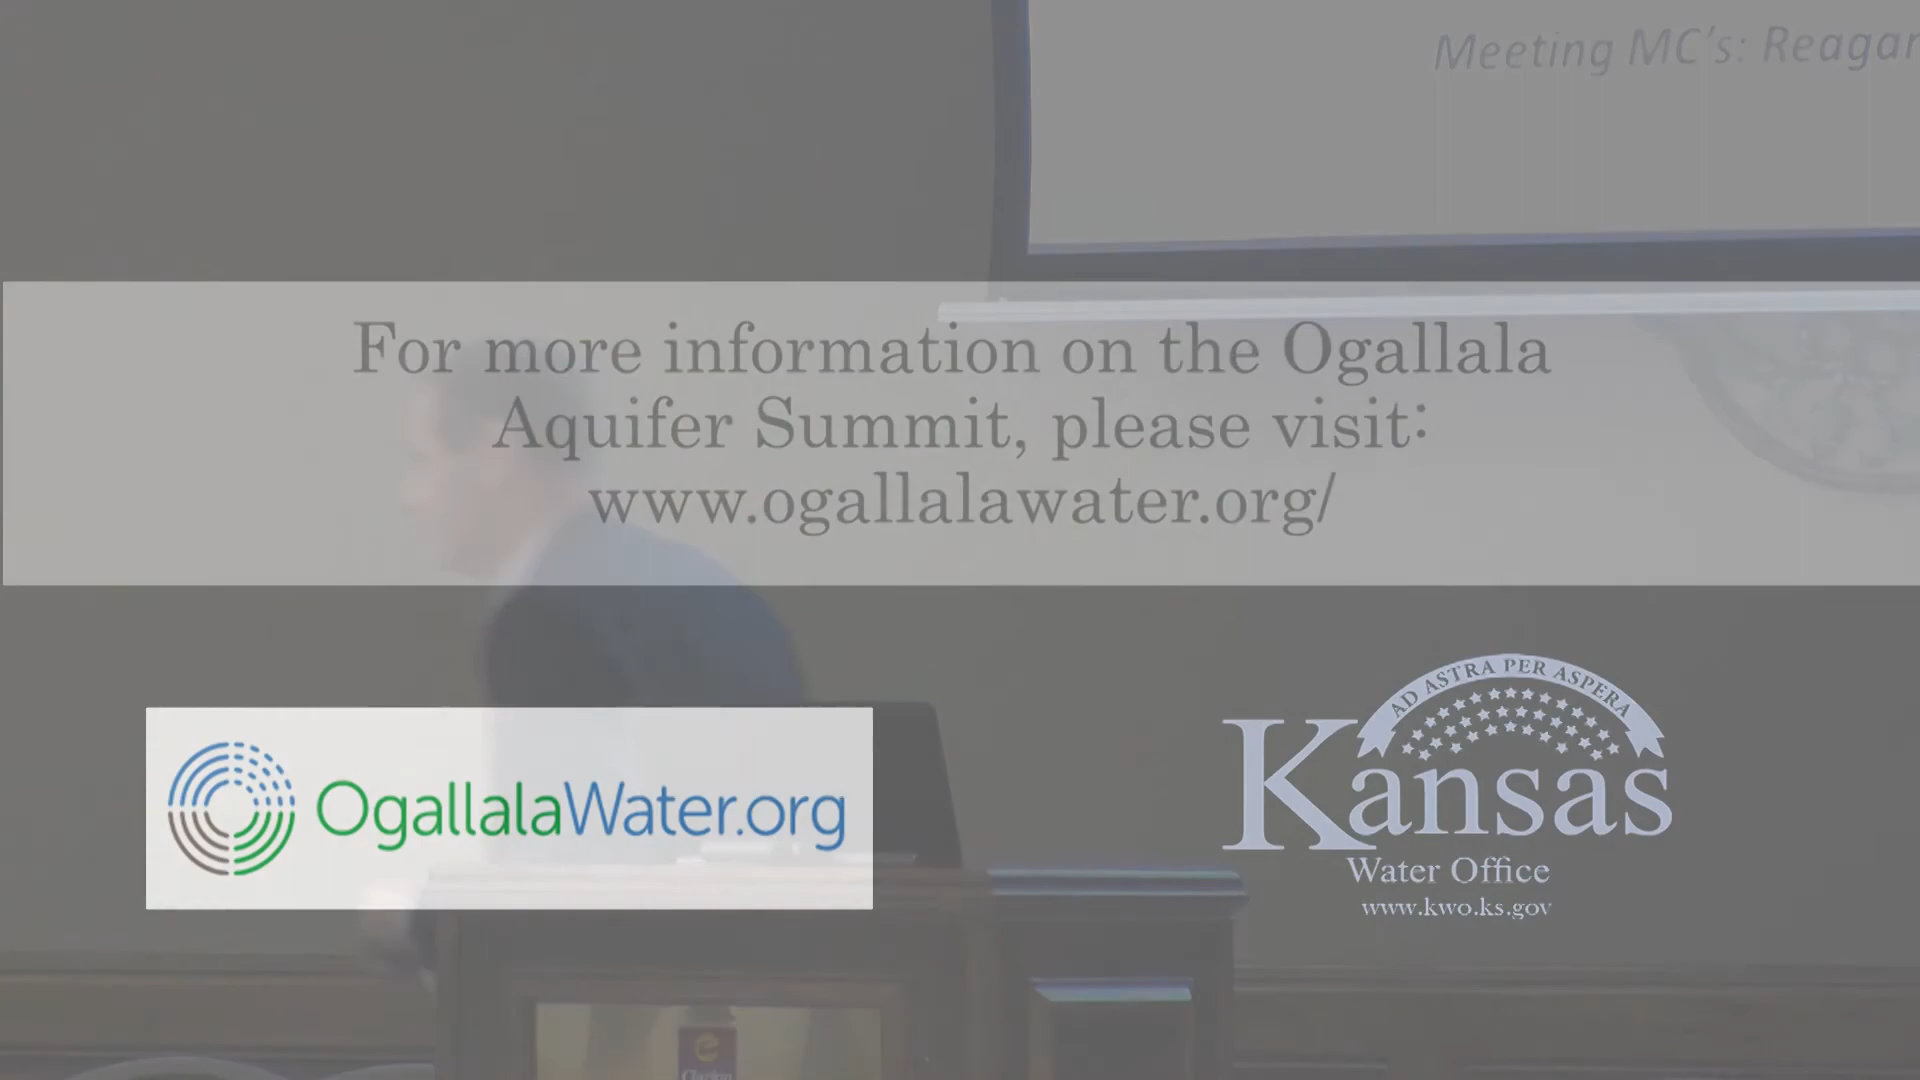 Meeting MC's: Reagan
For more information on the Ogallala
Aquifer Summit, please visit:
www.ogallalawater.org/
AD ASTRA PER ASPERA
Kansas
OgallalaWater.org
Water Office
www.kwo.ks.gov
Clarion